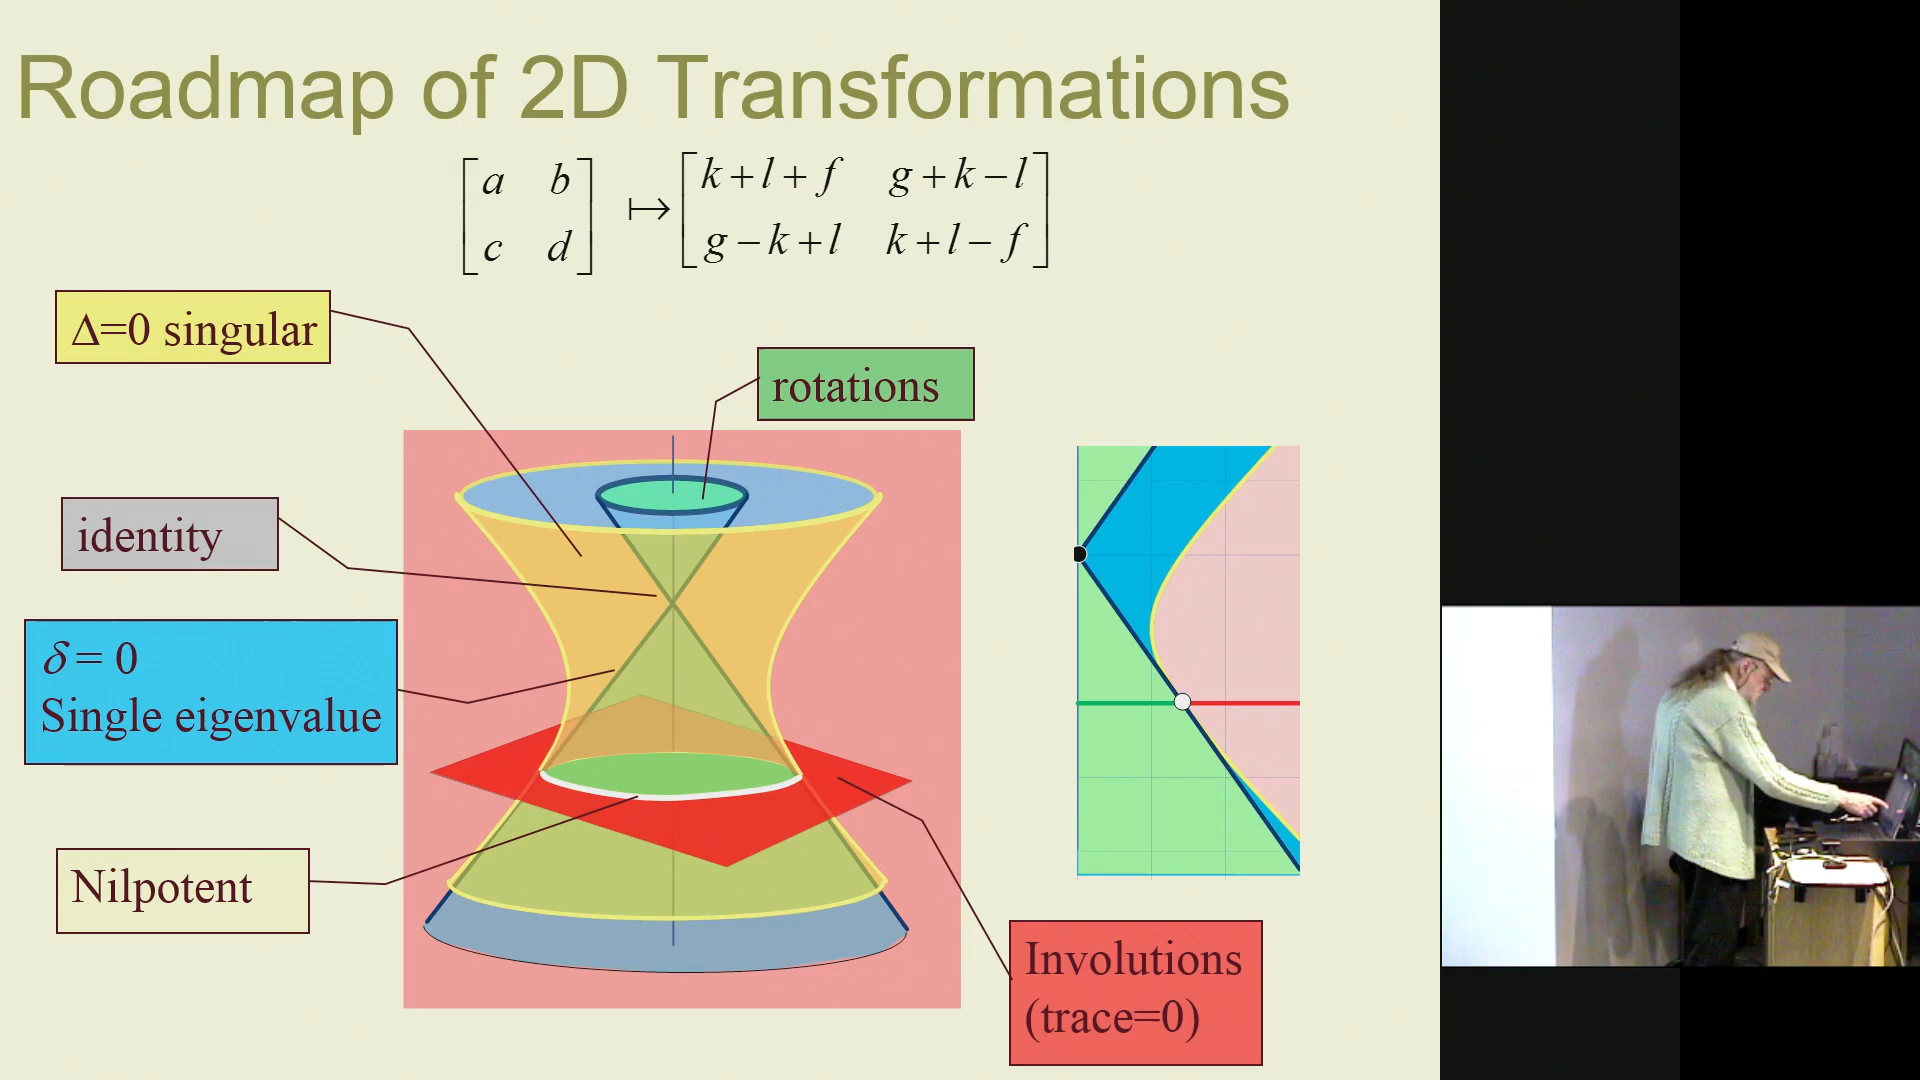 Roadmap of 2D Transformations
[a b
c d] ↦ [k+l+f g+k−l
g−k+l k+l−f]
Δ=0 singular
rotations
identity
δ = 0
Single eigenvalue
Nilpotent
Involutions
(trace=0)